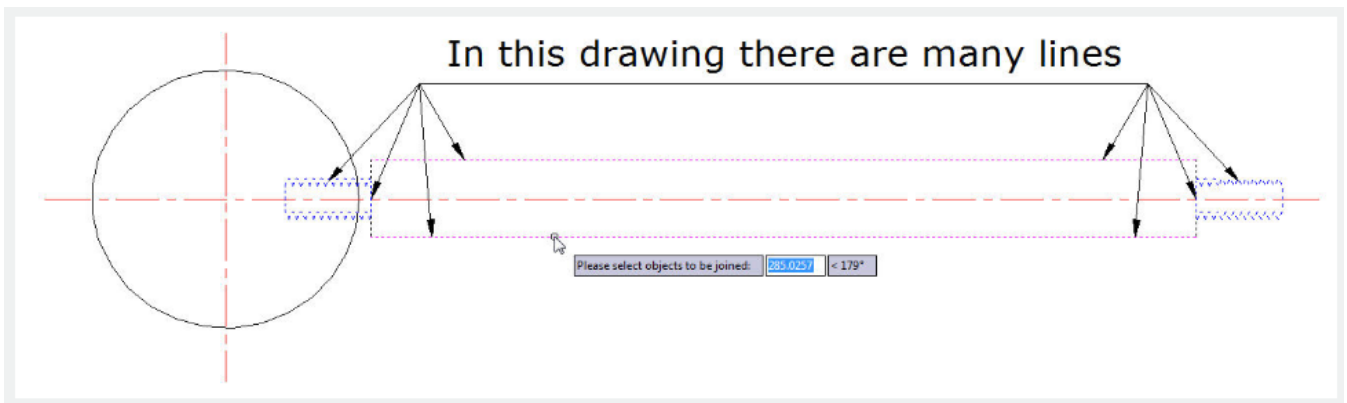 In this drawing there are many lines
Please select objects to be joined: 285.0257 < 179°